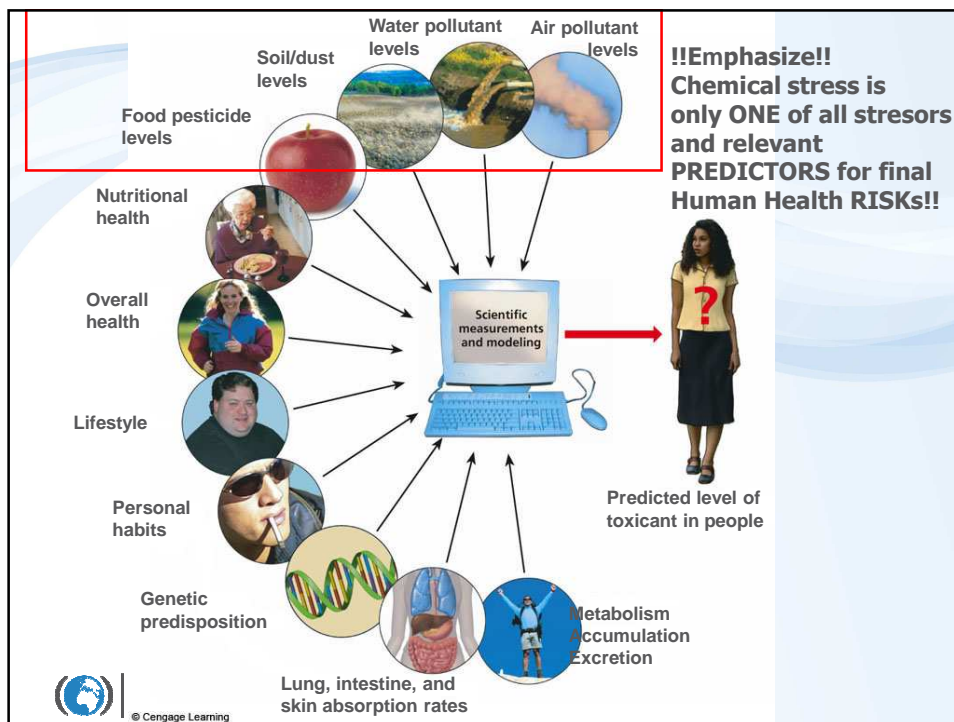 Water pollutant
levels
Air pollutant
levels
Soil/dust
levels
Food pesticide
levels
!!Emphasize!!
Chemical stress is
only ONE of all stresors
and relevant
PREDICTORS for final
Human Health RISKs!!
Nutritional
health
Overall
health
Lifestyle
Personal
habits
Genetic
predisposition
Lung, intestine, and
skin absorption rates
Metabolism
Accumulation
Excretion
Scientific
measurements
and modeling
?
Predicted level of
toxicant in people
© Cengage Learning